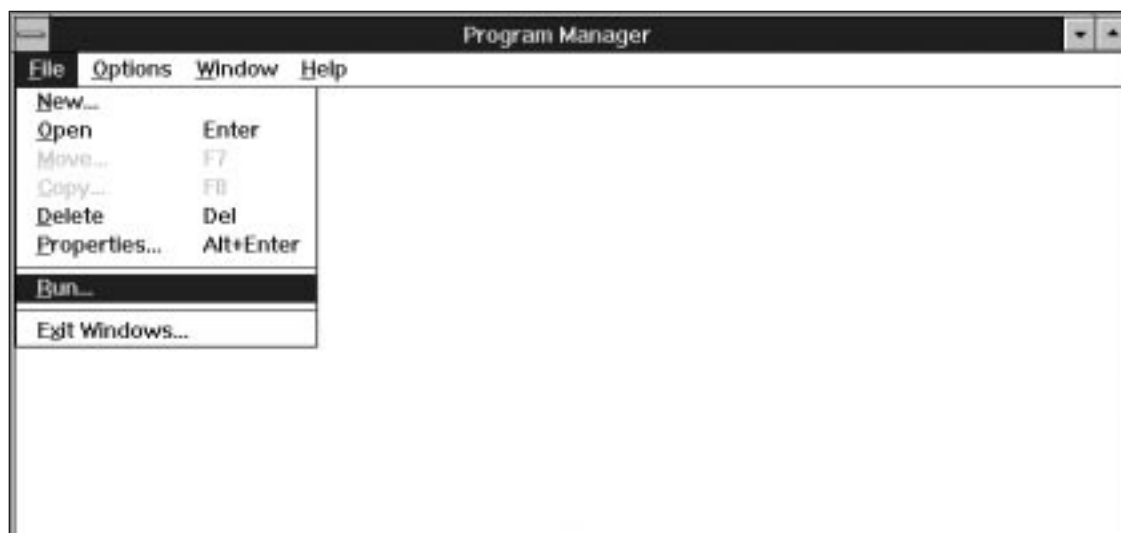 Program Manager
File Options Window Help
New...
Open Enter
Move... F7
Copy... F8
Delete Del
Properties... Alt+Enter
Run...
Exit Windows...